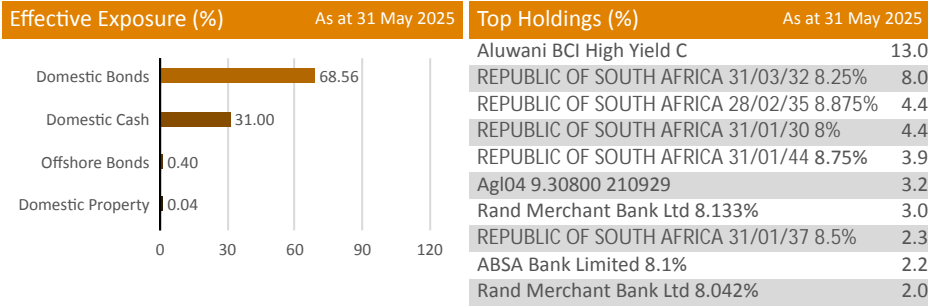 Effective Exposure (%) As at 31 May 2025
Domestic Bonds 68.56
Domestic Cash 31.00
Offshore Bonds 0.40
Domestic Property 0.04
0 30 60 90 120
Top Holdings (%) As at 31 May 2025
Aluwani BCI High Yield C 13.0
REPUBLIC OF SOUTH AFRICA 31/03/32 8.25% 8.0
REPUBLIC OF SOUTH AFRICA 28/02/35 8.875% 4.4
REPUBLIC OF SOUTH AFRICA 31/01/30 8% 4.4
REPUBLIC OF SOUTH AFRICA 31/01/44 8.75% 3.9
Agl04 9.30800 210929 3.2
Rand Merchant Bank Ltd 8.133% 3.0
REPUBLIC OF SOUTH AFRICA 31/01/37 8.5% 2.3
ABSA Bank Limited 8.1% 2.2
Rand Merchant Bank Ltd 8.042% 2.0